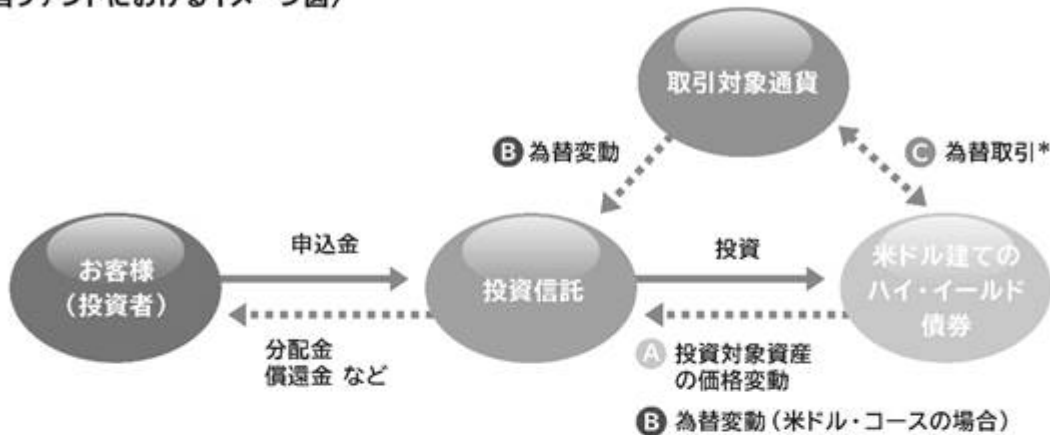 取引対象通貨
B 為替変動
C 為替取引*
お客様
(投資者)
申込金
投資信託
投資
米ドル建ての
ハイ・イールド
債券
分配金
償還金 など
A 投資対象資産
の価格変動
B 為替変動(米ドル・コースの場合)